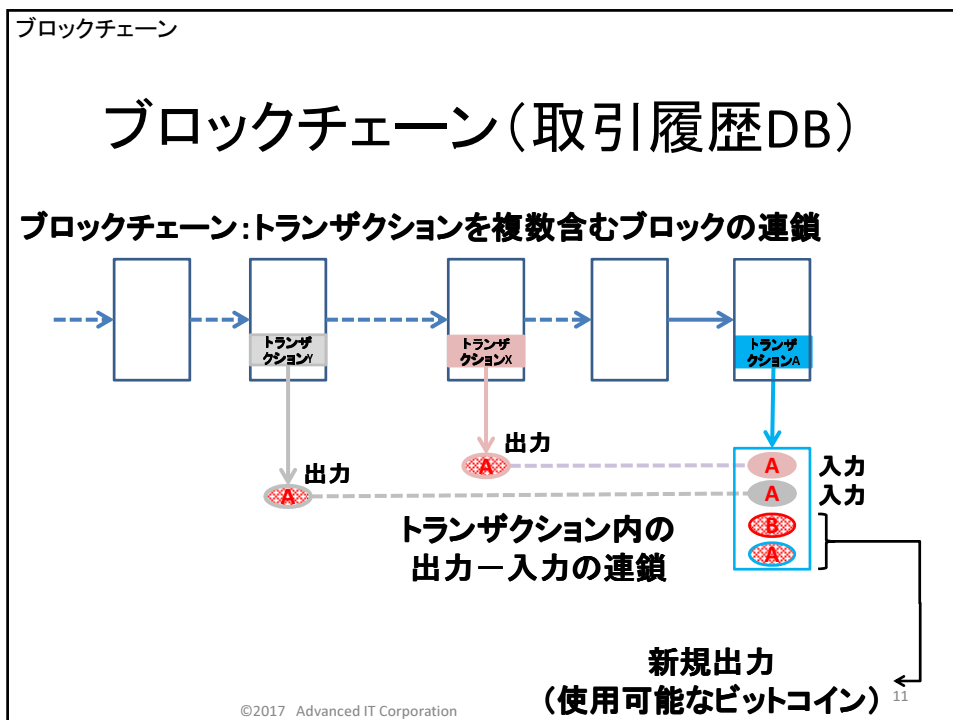 ブロックチェーン
ブロックチェーン(取引履歴DB)
ブロックチェーン:トランザクションを複数含むブロックの連鎖
トランザ
クションY
トランザ
クションX
トランザ
クションA
出力
A
出力
A
A
入力
A
入力
B
A
トランザクション内の
出力－入力の連鎖
新規出力
(使用可能なビットコイン)
©2017 Advanced IT Corporation
11